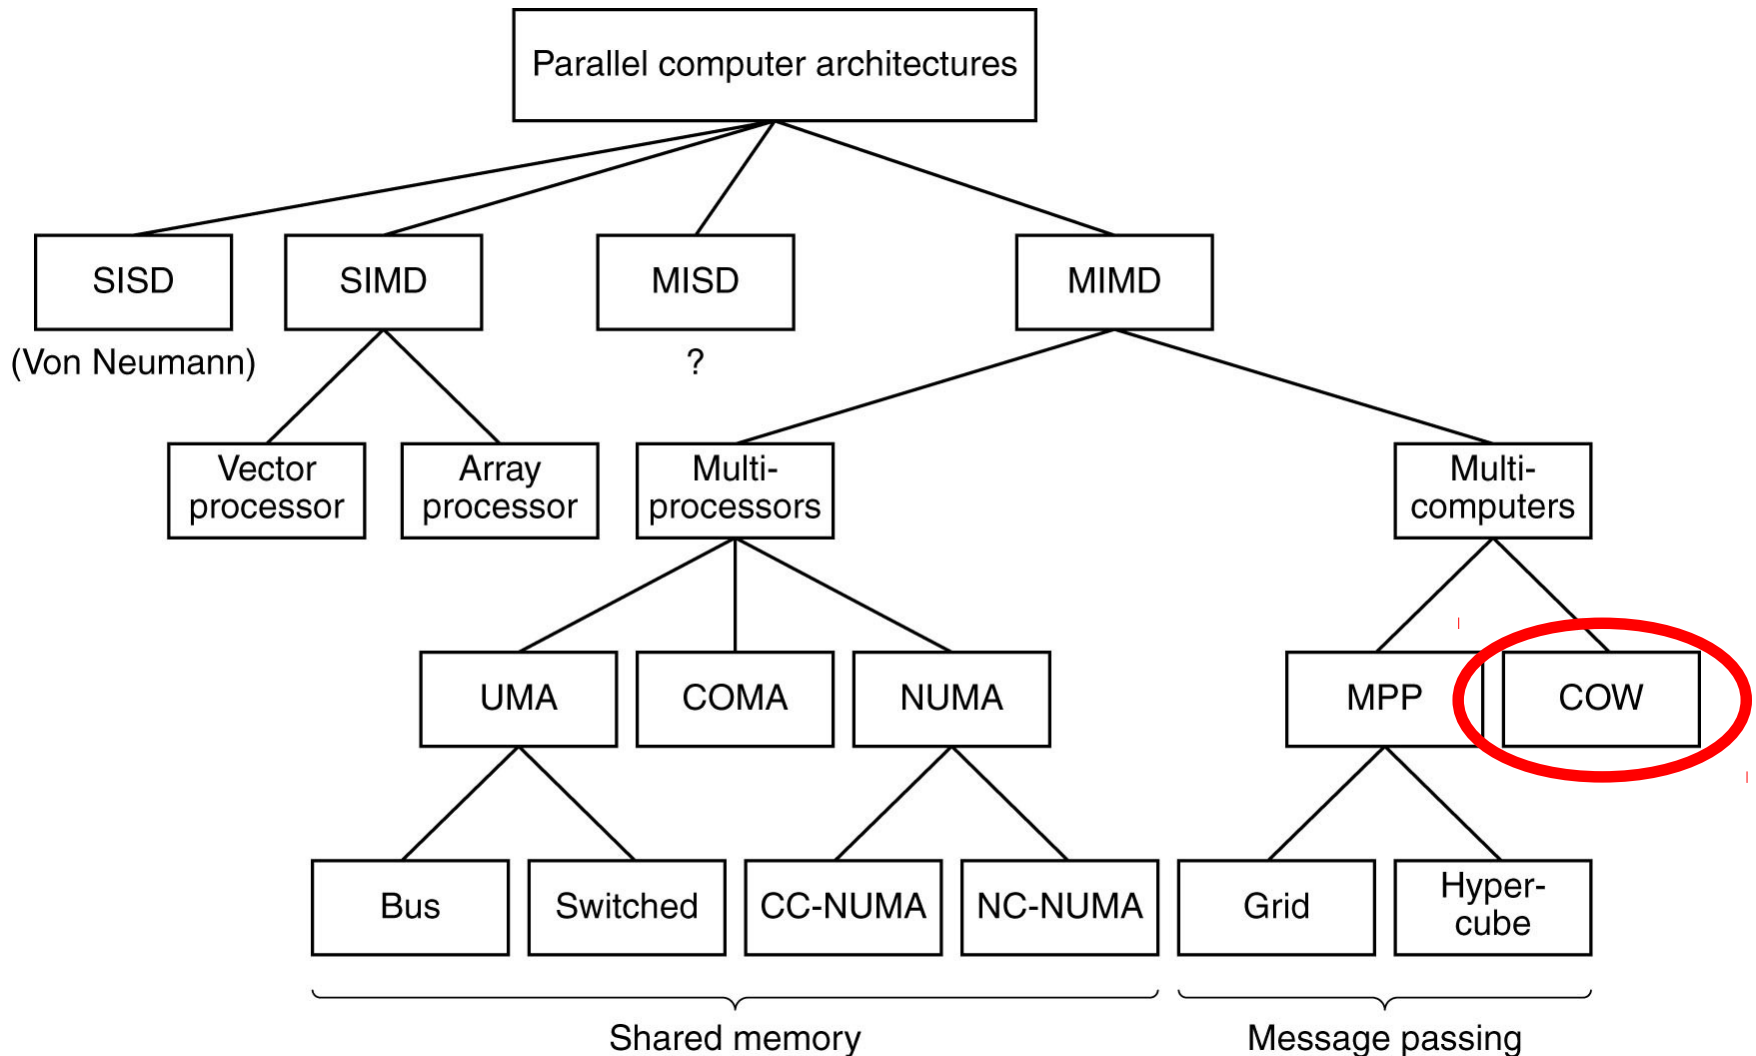 Parallel computer architectures
SISD
SIMD
MISD
MIMD
(Von Neumann)
?
Vector
processor
Array
processor
Multi-
processors
Multi-
computers
UMA
COMA
NUMA
MPP
COW
Bus
Switched
CC-NUMA
NC-NUMA
Grid
Hyper-
cube
Shared memory
Message passing